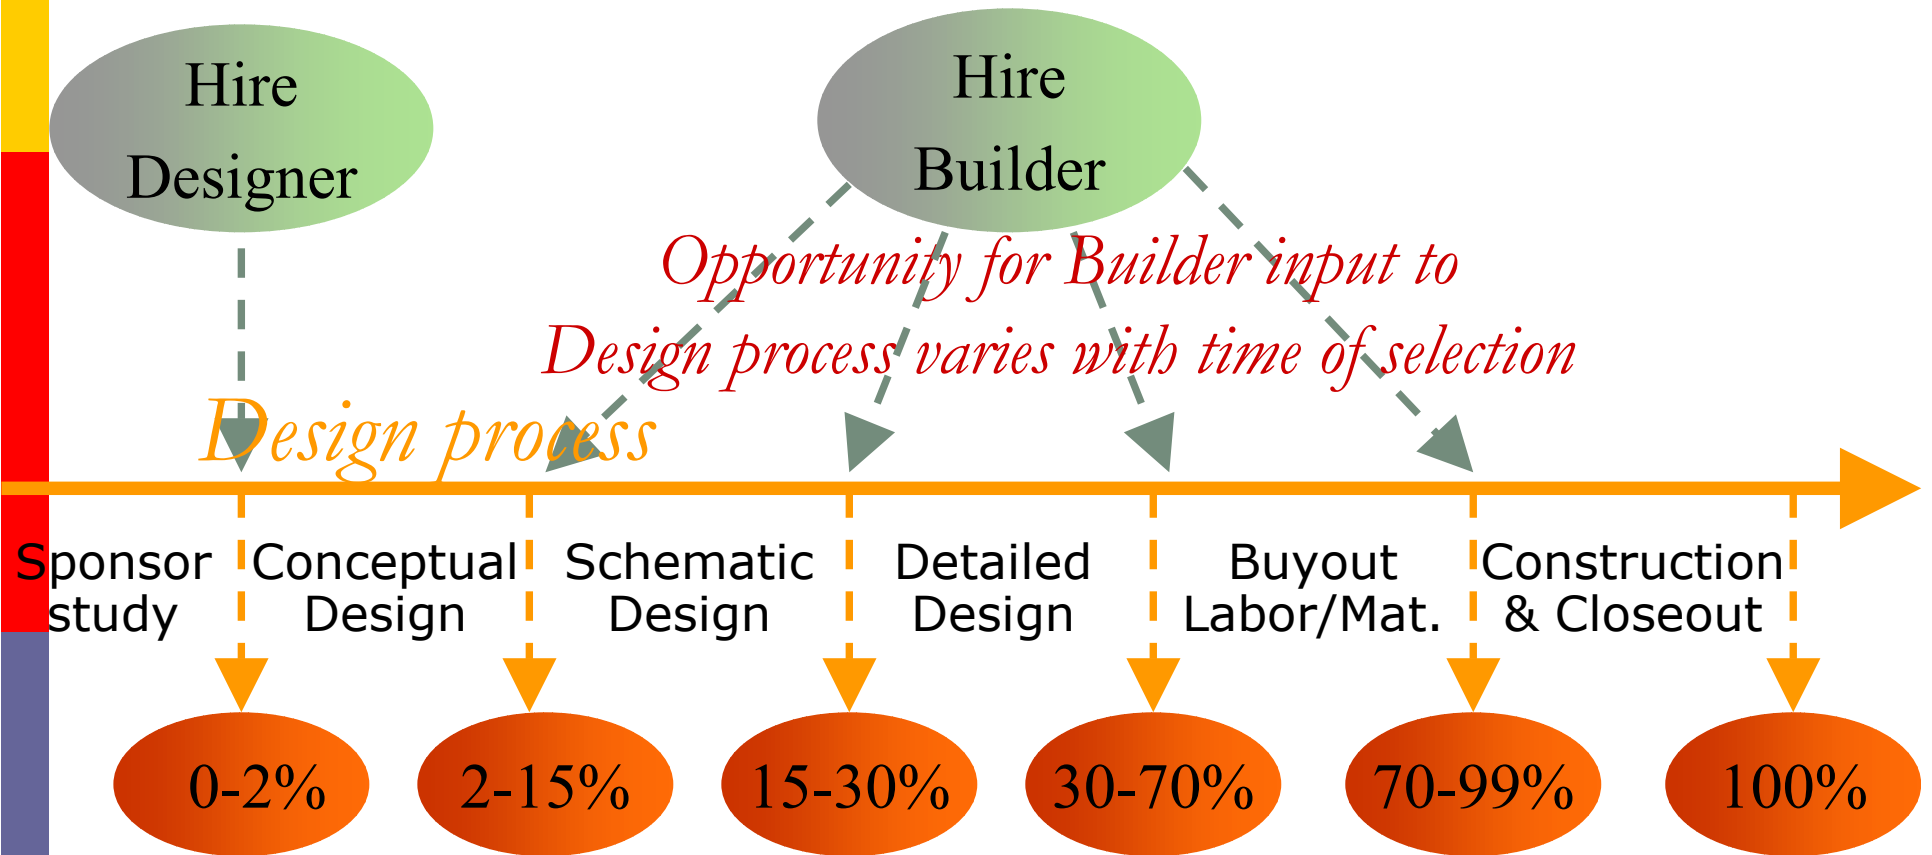 Hire
Designer
Hire
Builder
Opportunity for Builder input to
Design process varies with time of selection
Design process
Sponsor
study
Conceptual
Design
Schematic
Design
Detailed
Design
Buyout
Labor/Mat.
Construction
& Closeout
0-2%
2-15%
15-30%
30-70%
70-99%
100%